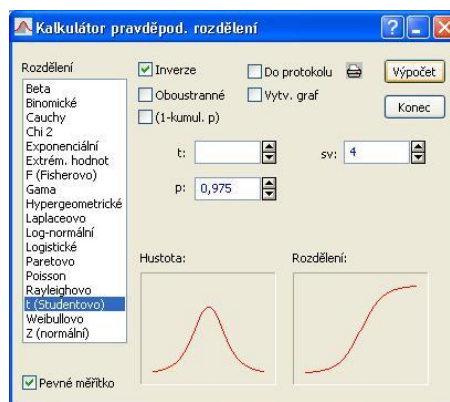 Kalkulátor pravděpod. rozdělení
Rozdělení
Beta
Binomické
Cauchy
Chi 2
Exponenciální
Extrém. hodnot
F (Fisherovo)
Gama
Hypergeometrické
Laplaceovo
Log-normální
Logistické
Paretovo
Poisson
Rayleighovo
t (Studentovo)
Weibullovo
Z (normální)
Pevné měřítko
Inverze
Do protokolu
Oboustranné
Vytv. graf
(1-kumul. p)
Výpočet
Konec
t:
sv: 4
p: 0,975
Hustota:
Rozdělení: